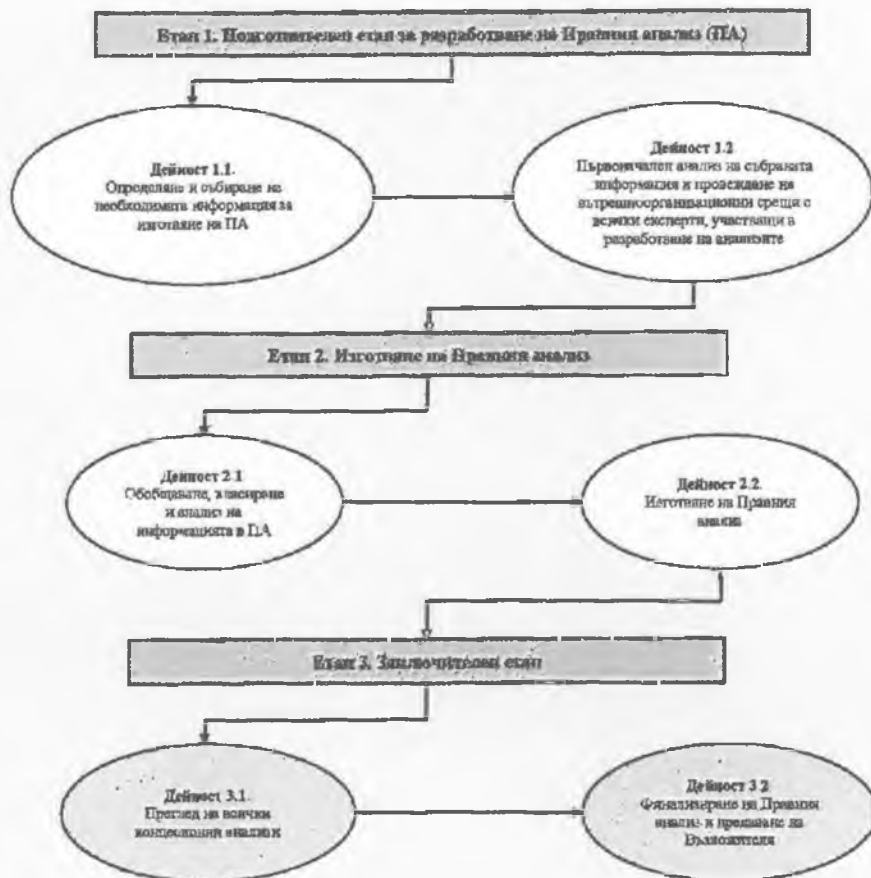 Етап 1. Подготвителен етап за разработване на Правния анализ (ПА)
Дейност 1.1.
Определяне и събиране на
необходимата информация за
изготвяне на ПА
Дейност 1.2
Първоначален анализ на събраната
информация и провеждане на
вътрешноорганизационни срещи с
всички експерти, участващи в
разработване на анализите
Етап 2. Изготвяне на Правния анализ
Дейност 2.1
Обобщаване, класиране
и анализ на
информацията в ПА
Дейност 2.2.
Изготвяне на Правния
анализ
Етап 3. Заключителен етап
Дейност 3.1.
Преглед на всички
концесионни анализи
Дейност 3.2
Финализиране на Правния
анализ и предаване на
Възложителя